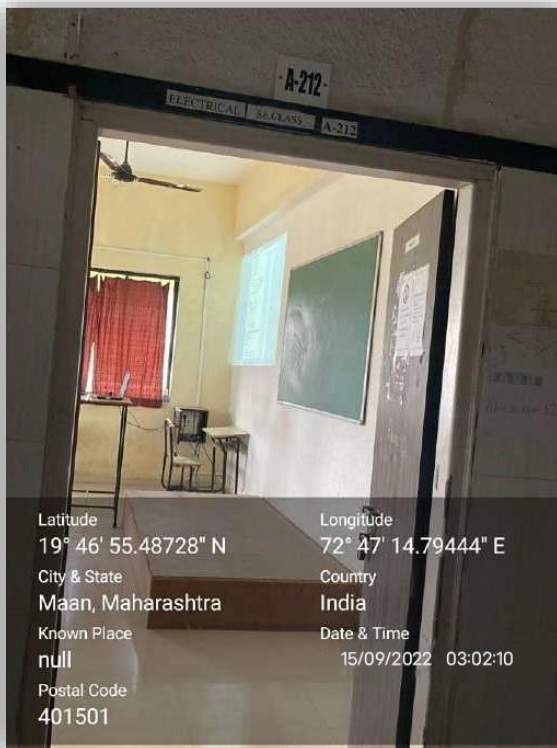 - A-212 -
ELECTRICAL SE.CLASS A-212
Latitude
19° 46' 55.48728" N
Longitude
72° 47' 14.79444" E
City & State
Maan, Maharashtra
Country
India
Known Place
null
Date & Time
15/09/2022 03:02:10
Postal Code
401501